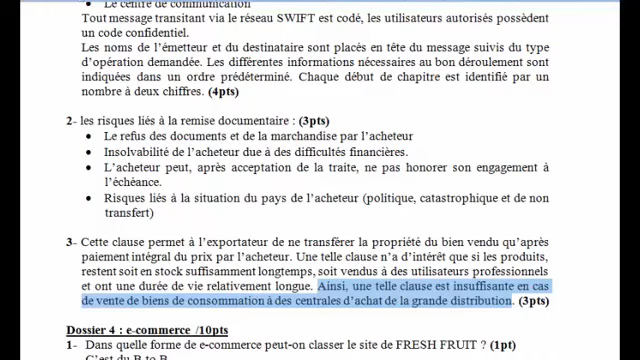 • Le centre de communication
Tout message transitant via le réseau SWIFT est codé, les utilisateurs autorisés possèdent
un code confidentiel.
Les noms de l'émetteur et du destinataire sont placés en tête du message suivis du type
d'opération demandée. Les différentes informations nécessaires au bon déroulement sont
indiquées dans un ordre prédéterminé. Chaque début de chapitre est identifié par un
nombre à deux chiffres. (4pts)
2- les risques liés à la remise documentaire : (3pts)
• Le refus des documents et de la marchandise par l'acheteur
• Insolvabilité de l'acheteur due à des difficultés financières.
• L'acheteur peut, après acceptation de la traite, ne pas honorer son engagement à
l'échéance.
• Risques liés à la situation du pays de l'acheteur (politique, catastrophique et de non
transfert)
3- Cette clause permet à l'exportateur de ne transférer la propriété du bien vendu qu'après
paiement intégral du prix par l'acheteur. Une telle clause n'a d'intérêt que si les produits,
restent soit en stock suffisamment longtemps, soit vendus à des utilisateurs professionnels
et ont une durée de vie relativement longue. Ainsi, une telle clause est insuffisante en cas
de vente de biens de consommation à des centrales d'achat de la grande distribution. (3pts)
Dossier 4 : e-commerce /10pts
1- Dans quelle forme de e-commerce peut-on classer le site de FRESH FRUIT ? (1pt)
C'est du B to B